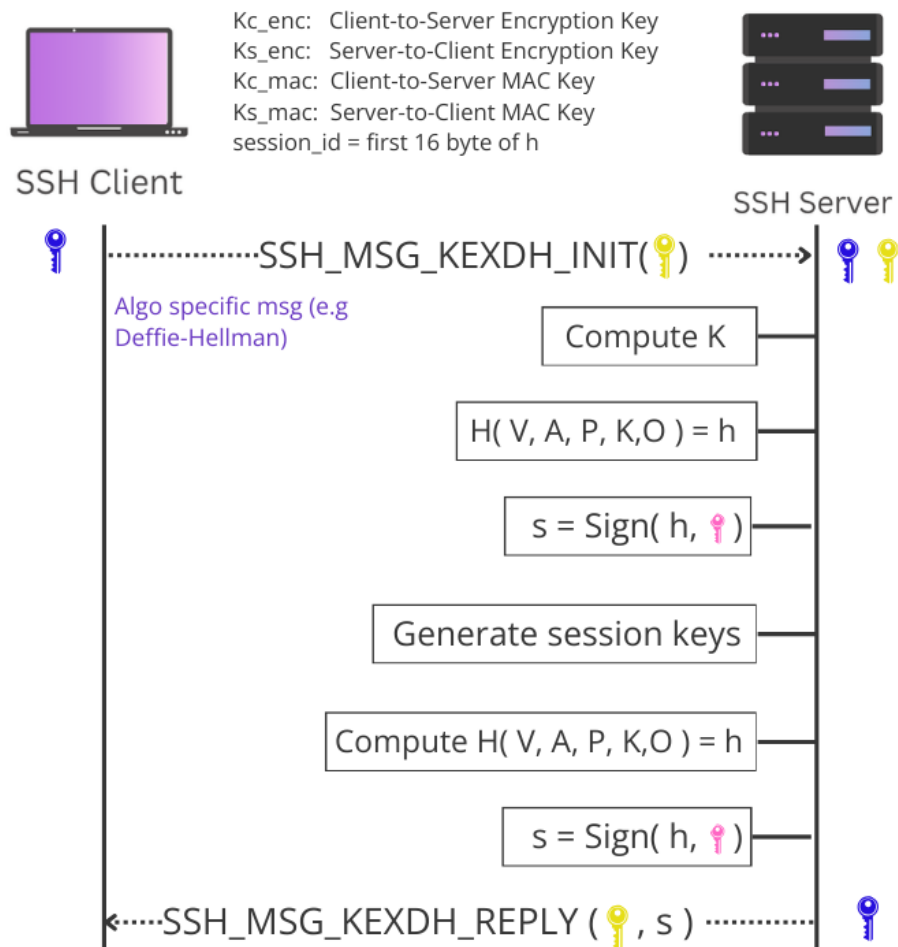 Kc_enc: Client-to-Server Encryption Key
Ks_enc: Server-to-Client Encryption Key
Kc_mac: Client-to-Server MAC Key
Ks_mac: Server-to-Client MAC Key
session_id = first 16 byte of h
SSH Client
SSH Server
SSH_MSG_KEXDH_INIT( )
Algo specific msg (e.g
Deffie-Hellman)
Compute K
H( V, A, P, K,O ) = h
s = Sign( h, )
Generate session keys
Compute H( V, A, P, K,O ) = h
s = Sign( h, )
SSH_MSG_KEXDH_REPLY ( , s )